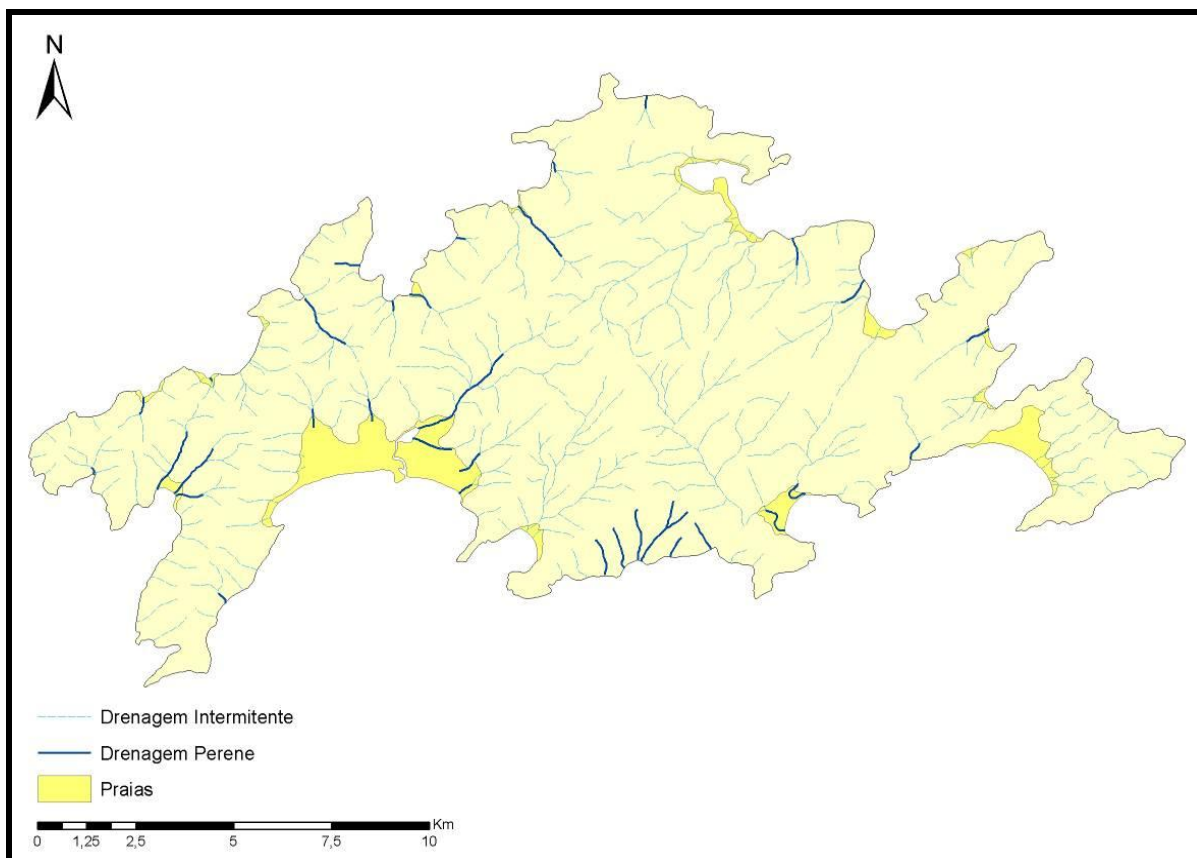 N
Drenagem Intermitente
Drenagem Perene
Praias
Km
0 1,25 2,5 5 7,5 10